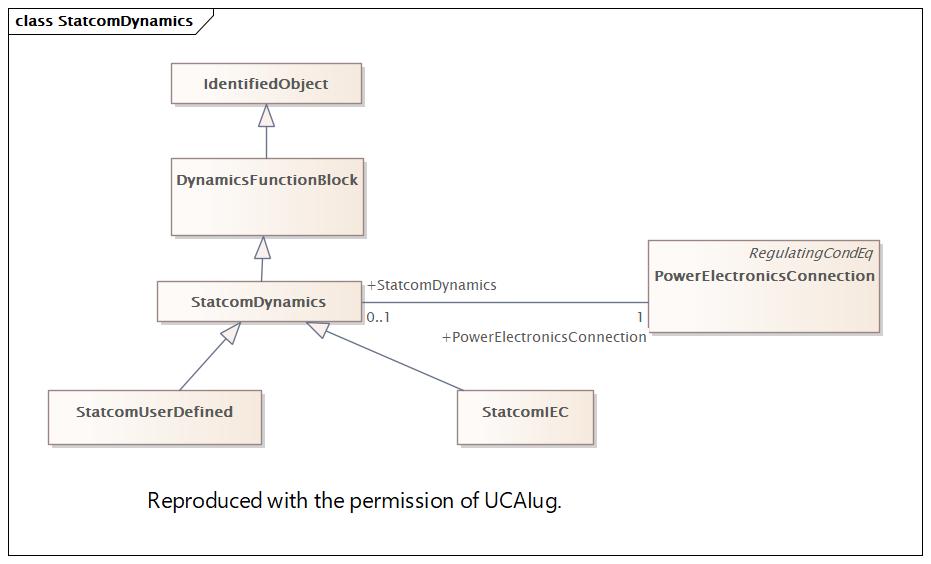 class StatcomDynamics
IdentifiedObject
DynamicsFunctionBlock
RegulatingCondEq
PowerElectronicsConnection
+StatcomDynamics
StatcomDynamics
0..1
1
+PowerElectronicsConnection
StatcomUserDefined
StatcomIEC
Reproduced with the permission of UCAIug.